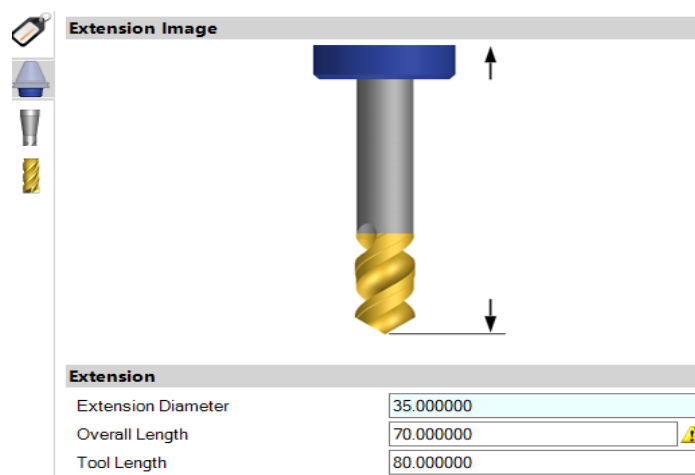 Extension Image
Extension
Extension Diameter 35.000000
Overall Length 70.000000
Tool Length 80.000000